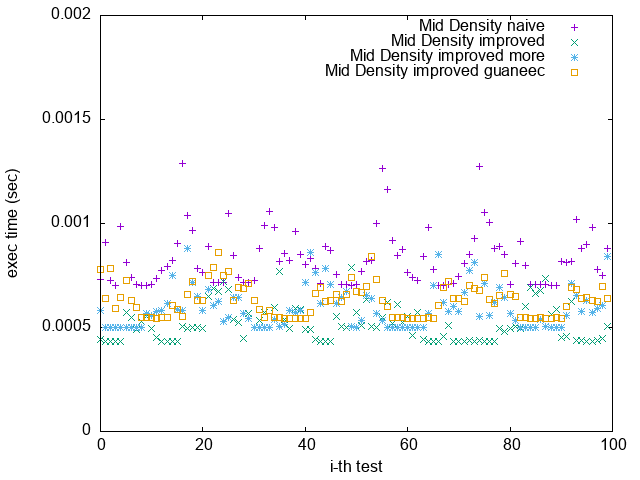 0.002
0.0015
0.001
0.0005
0
exec time (sec)
Mid Density naive
Mid Density improved
Mid Density improved more
Mid Density improved guaneec
0 20 40 60 80 100
i-th test